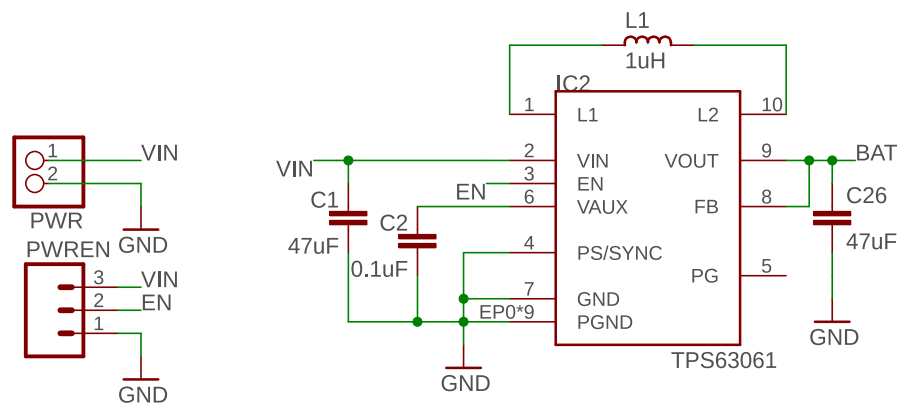 L1
1uH
IC2
1
L1
L2
10
1
VIN
2
PWR
GND
VIN
2
VIN
VOUT
9
BAT
EN
3
EN
6
VAUX
FB
8
C1
47uF
C2
0.1uF
C26
47uF
4
PS/SYNC
PG
5
7
GND
EP0*9
PGND
GND
GND
TPS63061
PWREN
3
VIN
2
EN
1
GND